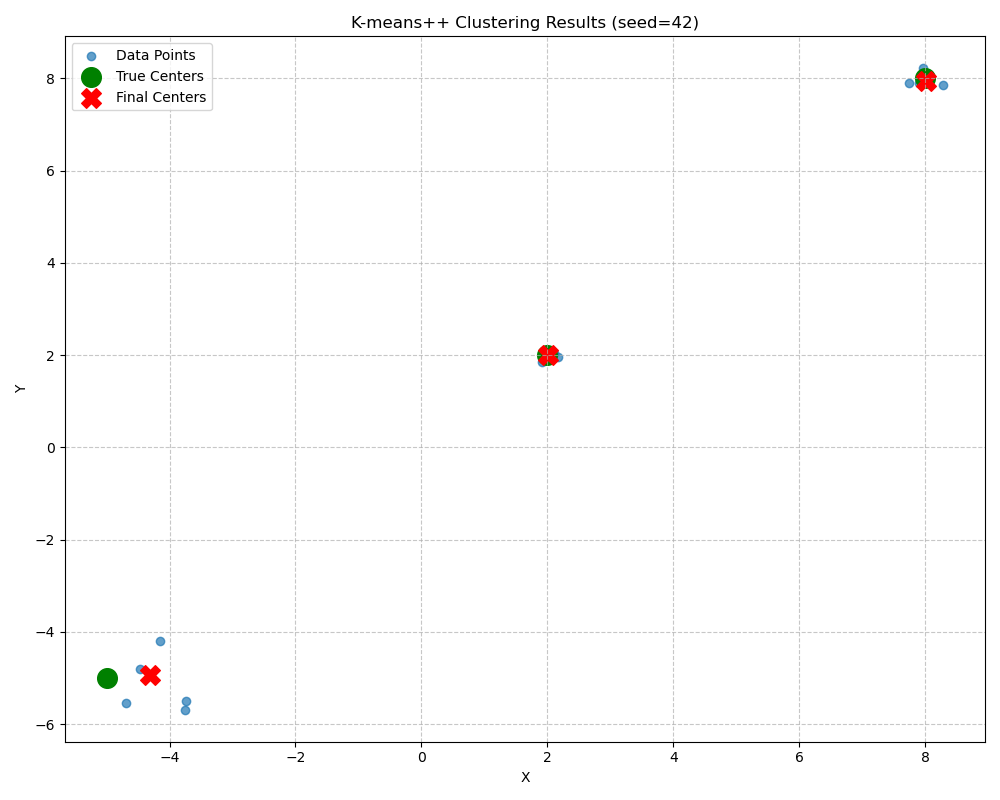 K-means++ Clustering Results (seed=42)
Data Points
True Centers
Final Centers
8
6
4
2
0
−2
−4
−6
Y
−4
−2
0
2
4
6
8
X